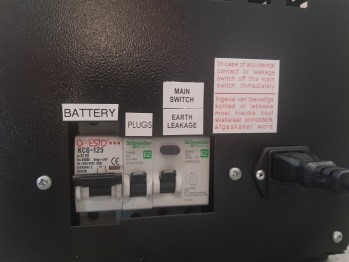 BATTERY
PLUGS
MAIN
SWITCH
EARTH
LEAKAGE
In case of accidental
contact or leakage
switch off this main
switch immediately
Ingeval van toevallige
kontak of lekkasie
moet hierdie hoof
skakelaar onmiddelik
afgeskakel word
KC6-125
Schneider
Schneider